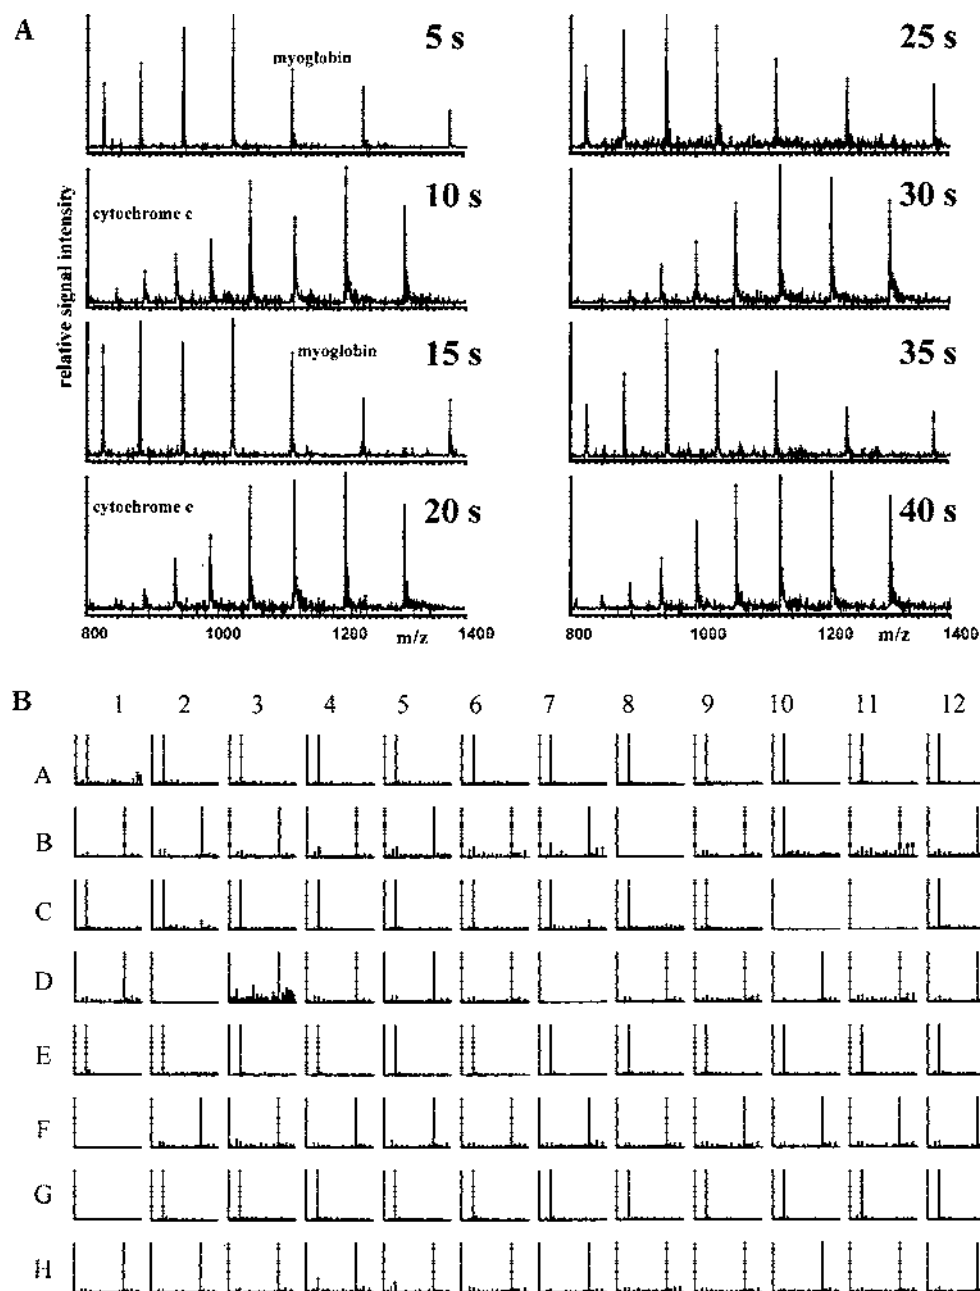 A
5 s
myoglobin
25 s
10 s
cytochrome c
30 s
15 s
myoglobin
35 s
20 s
cytochrome c
40 s
relative signal intensity
800 1000 1200 m/z 1400
800 1000 1200 m/z 1400
B 1 2 3 4 5 6 7 8 9 10 11 12
A
B
C
D
E
F
G
H